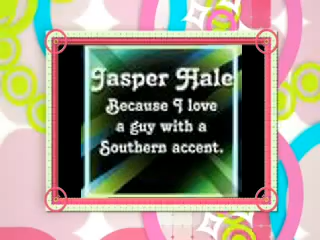 Jasper Hale
Because I love
a guy with a
Southern accent.